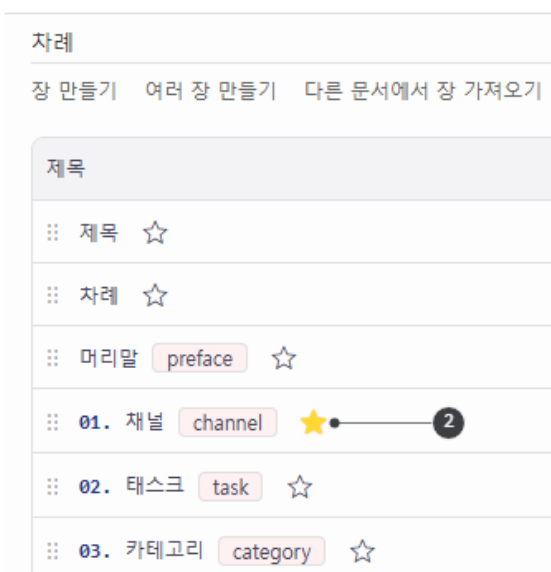 차례
장 만들기 여러 장 만들기 다른 문서에서 장 가져오기
제목
제목
차례
머리말 preface
01. 채널 channel 2
02. 태스크 task
03. 카테고리 category